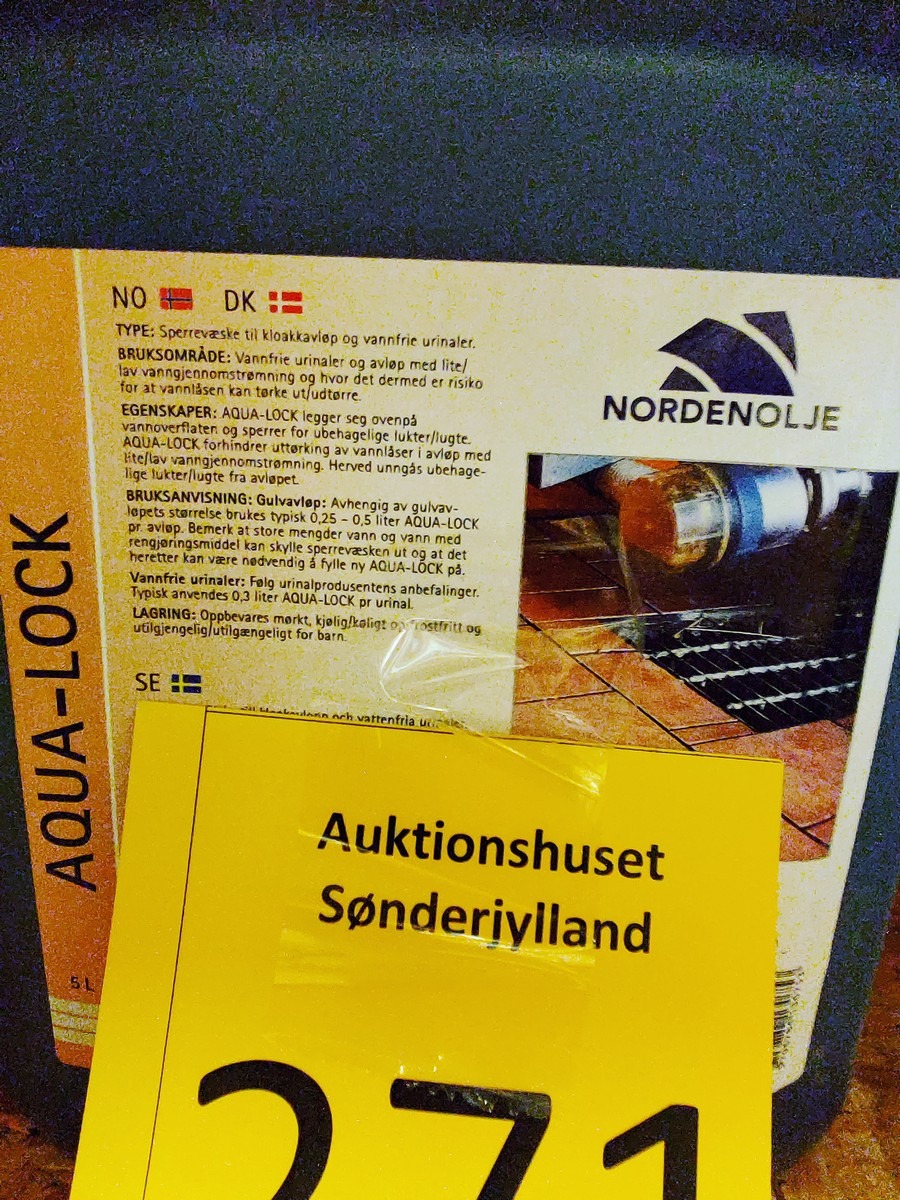 NO DK
TYPE: Sperrevæske til kloakkavløp og vannfrie urinaler.
BRUKSOMRÅDE: Vannfrie urinaler og avløp med lite/
lav vanngjennomstrømning og hvor det dermed er risiko
for at vannlåsen kan tørke ut/udtørre.
EGENSKAPER: AQUA-LOCK legger seg ovenpå
vannoverflaten og sperrer for ubehagelige lukter/lugte.
AQUA-LOCK forhindrer uttørking av vannlåser i avløp med
lite/lav vanngjennomstrømning. Herved unngås ubehage-
lige lukter/lugte fra avløpet.
BRUKSANVISNING: Gulvavløp: Avhengig av gulvav-
løpets størrelse brukes typisk 0,25 – 0,5 liter AQUA-LOCK
pr. avløp. Bemerk at store mengder vann og vann med
rengjøringsmiddel kan skylle sperrevæsken ut og at det
heretter kan være nødvendig å fylle ny AQUA-LOCK på.
Vannfrie urinaler: Følg urinalprodusentens anbefalinger.
Typisk anvendes 0,3 liter AQUA-LOCK pr urinal.
LAGRING: Oppbevares mørkt, kjølig/køligt og frostfritt og
utilgjengelig/utilgængeligt for barn.
SE
och vattenfria
NORDENOLJE
AQUA-LOCK
5 L
Auktionshuset
Sønderjylland
271